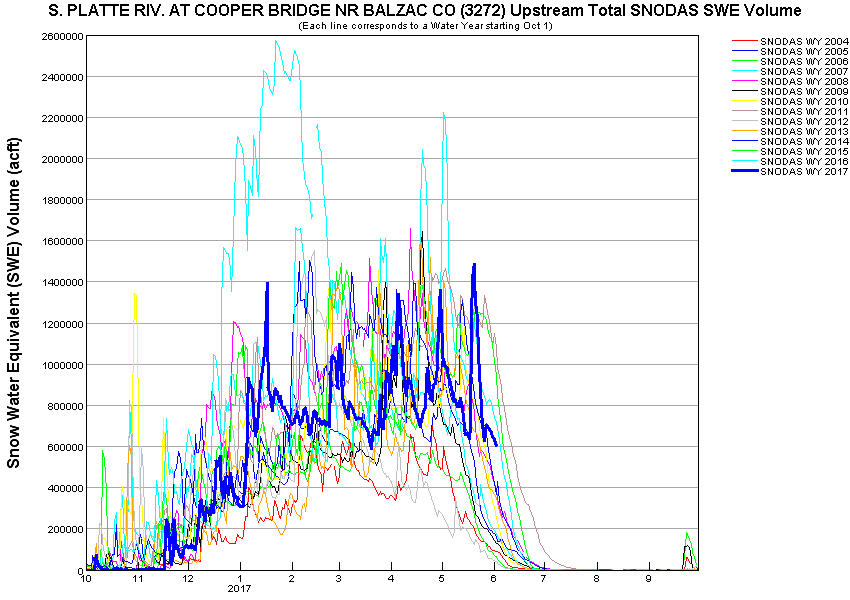 S. PLATTE RIV. AT COOPER BRIDGE NR BALZAC CO (3272) Upstream Total SNODAS SWE Volume
(Each line corresponds to a Water Year starting Oct 1)
Snow Water Equivalent (SWE) Volume (acft)
2600000
2400000
2200000
2000000
1800000
1600000
1400000
1200000
1000000
800000
600000
400000
200000
0
10 11 12 1 2 3 4 5 6 7 8 9
2017
SNODAS WY 2004
SNODAS WY 2005
SNODAS WY 2006
SNODAS WY 2007
SNODAS WY 2008
SNODAS WY 2009
SNODAS WY 2010
SNODAS WY 2011
SNODAS WY 2012
SNODAS WY 2013
SNODAS WY 2014
SNODAS WY 2015
SNODAS WY 2016
SNODAS WY 2017